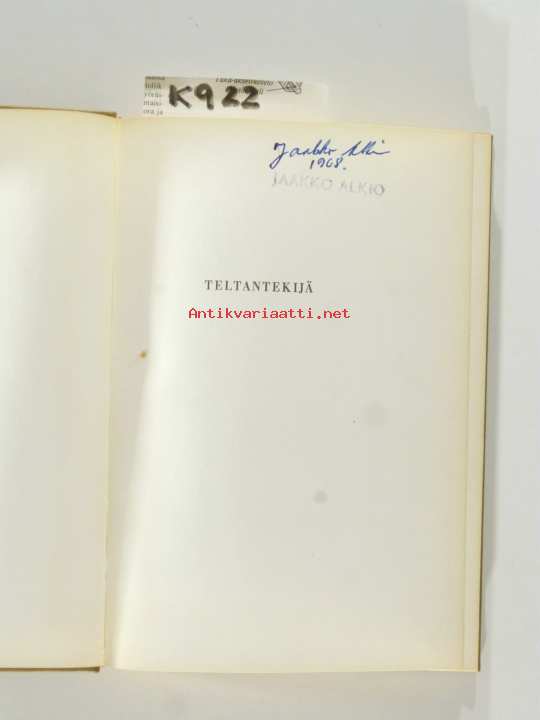 K922
Jaakko Alkio
1968.
JAAKKO ALKIO
TELTANTEKIJÄ
Antikvariaatti.net